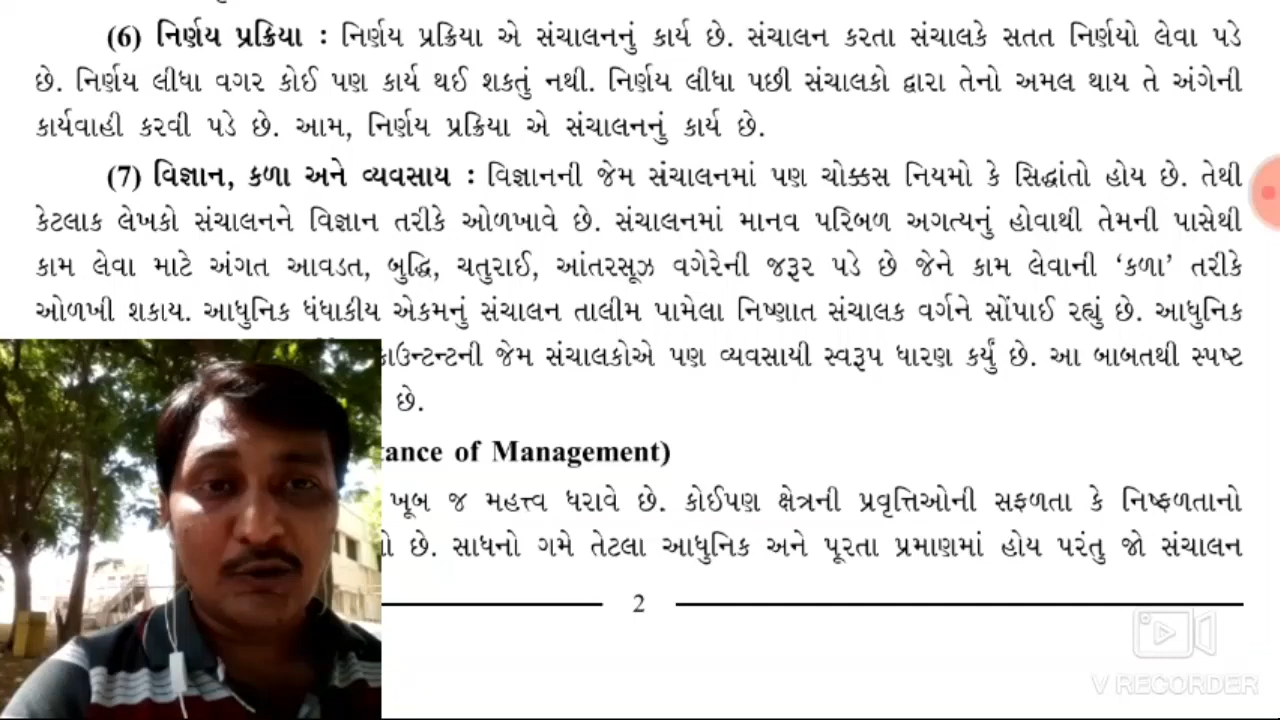 (6) નિર્ણય પ્રક્રિયા : નિર્ણય પ્રક્રિયા એ સંચાલનનું કાર્ય છે. સંચાલન કરતા સંચાલકે સતત નિર્ણયો લેવા પડે
છે. નિર્ણય લીધા વગર કોઈ પણ કાર્ય થઈ શકતું નથી. નિર્ણય લીધા પછી સંચાલકો દ્વારા તેનો અમલ થાય તે અંગેની
કાર્યવાહી કરવી પડે છે. આમ, નિર્ણય પ્રક્રિયા એ સંચાલનનું કાર્ય છે.
(7) વિજ્ઞાન, કળા અને વ્યવસાય : વિજ્ઞાનની જેમ સંચાલનમાં પણ ચોક્કસ નિયમો કે સિદ્ધાંતો હોય છે. તેથી
કેટલાક લેખકો સંચાલનને વિજ્ઞાન તરીકે ઓળખાવે છે. સંચાલનમાં માનવ પરિબળ અગત્યનું હોવાથી તેમની પાસેથી
કામ લેવા માટે અંગત આવડત, બુદ્ધિ, ચતુરાઈ, આંતરસૂઝ વગેરેની જરૂર પડે છે જેને કામ લેવાની ‘કળા’ તરીકે
ઓળખી શકાય. આધુનિક ધંધાકીય એકમનું સંચાલન તાલીમ પામેલા નિષ્ણાત સંચાલક વર્ગને સોંપાઈ રહ્યું છે. આધુનિક
કાઉન્ટન્ટની જેમ સંચાલકોએ પણ વ્યવસાયી સ્વરૂપ ધારણ કર્યું છે. આ બાબતથી સ્પષ્ટ
છે.
tance of Management)
ખૂબ જ મહત્ત્વ ધરાવે છે. કોઈપણ ક્ષેત્રની પ્રવૃત્તિઓની સફળતા કે નિષ્ફળતાનો
છે. સાધનો ગમે તેટલા આધુનિક અને પૂરતા પ્રમાણમાં હોય પરંતુ જો સંચાલન
2
V RECORDER